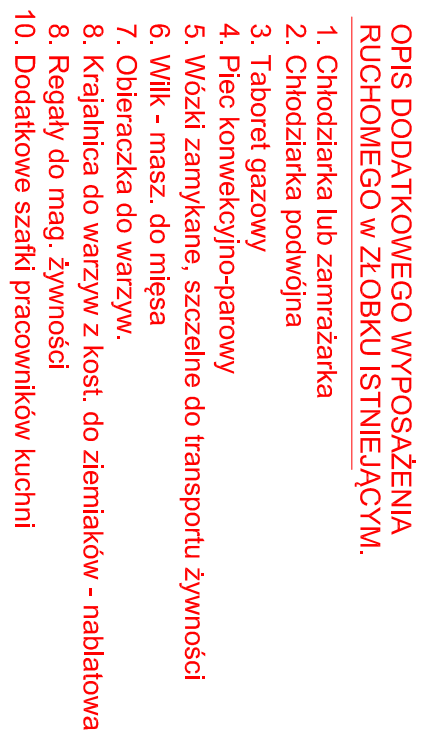 OPIS DODATKOWEGO WYPOSAŻENIA
RUCHOMEGO w ZŁOBKU ISTNIEJĄCYM.
1. Chłodziarka lub zamrażarka
2. Chłodziarka podwójna
3. Taboret gazowy
4. Piec konwekcyjno-parowy
5. Wózki zamykane, szczelne do transportu żywności
6. Wilk - masz. do mięsa
7. Obieraczka do warzyw.
8. Krajalnica do warzyw z kost. do ziemiaków - nablatowa
8. Regały do mag. żywności
10. Dodatkowe szafki pracowników kuchni